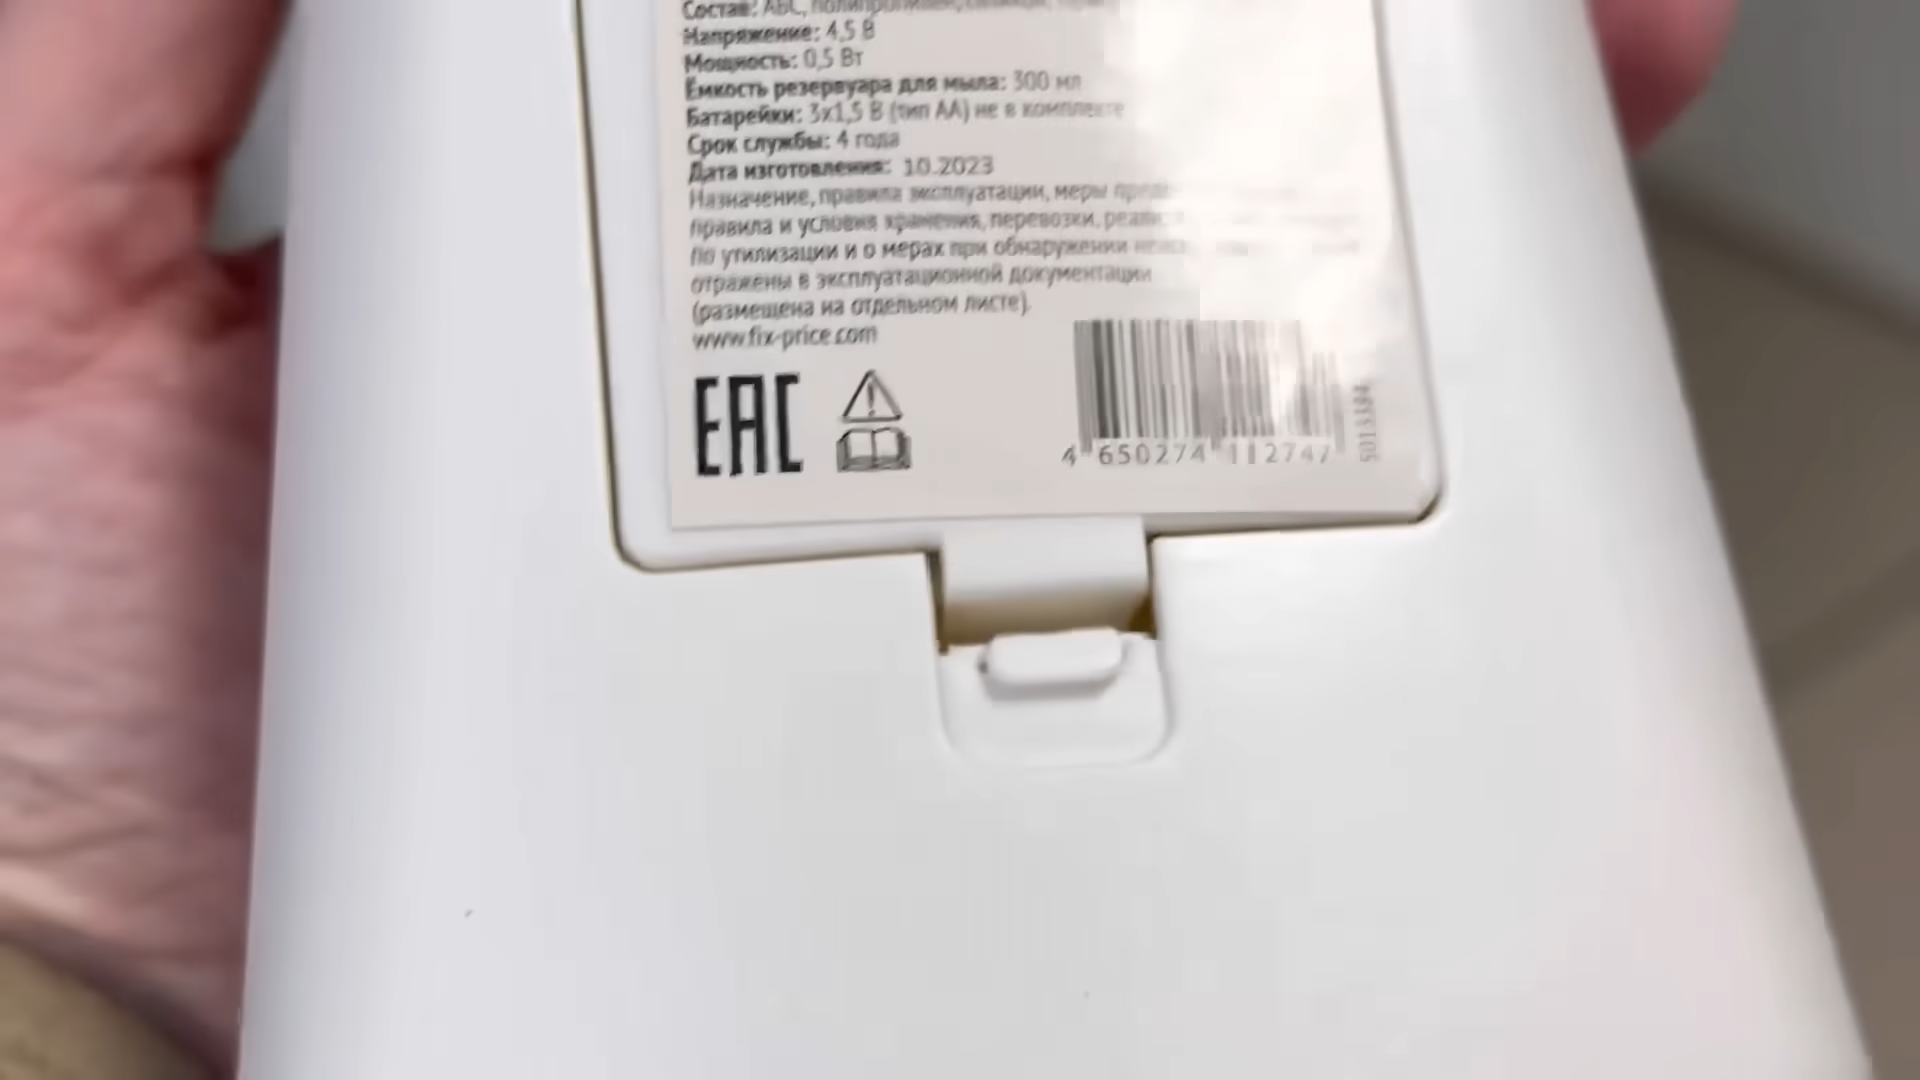 Состав: АБС, полипропилен,
Напряжение: 4,5 В
Мощность: 0,5 Вт
Ёмкость резервуара для мыла: 300 мл
Батарейки: 3х1,5 В (тип АА) не в комплекте
Срок службы: 4 года
Дата изготовления: 10.2023
Назначение, правила эксплуатации, меры
правила и условия хранения, перевозки,
по утилизации и о мерах при обнаружении
отражены в эксплуатационной документации
(размещена на отдельном листе).
www.fix-price.com
EAC
4 650274 112747
5013394